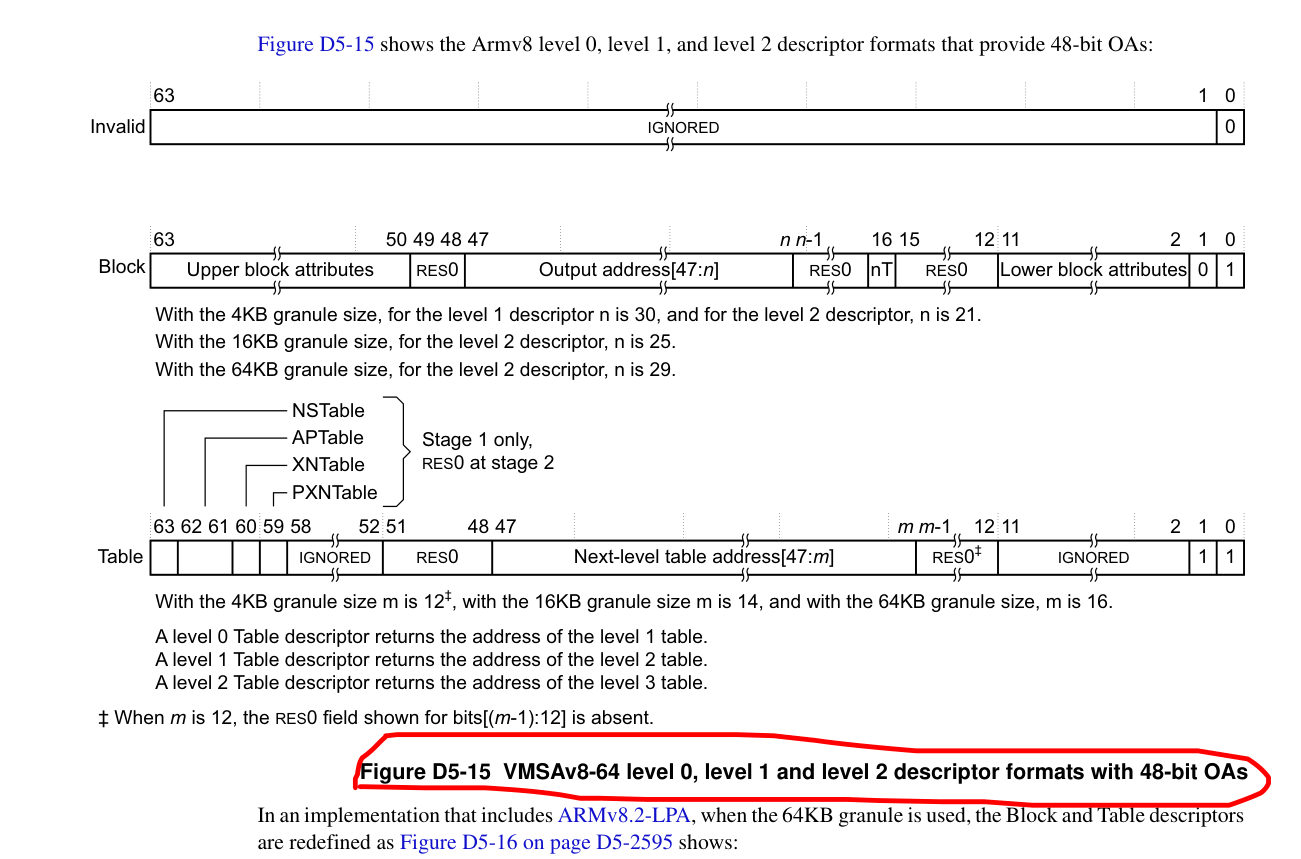 Figure D5-15 shows the Armv8 level 0, level 1, and level 2 descriptor formats that provide 48-bit OAs:
63 1 0
Invalid IGNORED 0
63 50 49 48 47 n n-1 16 15 12 11 2 1 0
Block Upper block attributes RES0 Output address[47:n] RES0 nT RES0 Lower block attributes 0 1
With the 4KB granule size, for the level 1 descriptor n is 30, and for the level 2 descriptor, n is 21.
With the 16KB granule size, for the level 2 descriptor, n is 25.
With the 64KB granule size, for the level 2 descriptor, n is 29.
NSTable
APTable
XNTable
PXNTable
Stage 1 only,
RES0 at stage 2
63 62 61 60 59 58 52 51 48 47 m m-1 12 11 2 1 0
Table IGNORED RES0 Next-level table address[47:m] RES0‡ IGNORED 1 1
With the 4KB granule size m is 12‡, with the 16KB granule size m is 14, and with the 64KB granule size, m is 16.
A level 0 Table descriptor returns the address of the level 1 table.
A level 1 Table descriptor returns the address of the level 2 table.
A level 2 Table descriptor returns the address of the level 3 table.
‡ When m is 12, the RES0 field shown for bits[(m-1):12] is absent.
Figure D5-15 VMSAv8-64 level 0, level 1 and level 2 descriptor formats with 48-bit OAs
In an implementation that includes ARMv8.2-LPA, when the 64KB granule is used, the Block and Table descriptors
are redefined as Figure D5-16 on page D5-2595 shows: